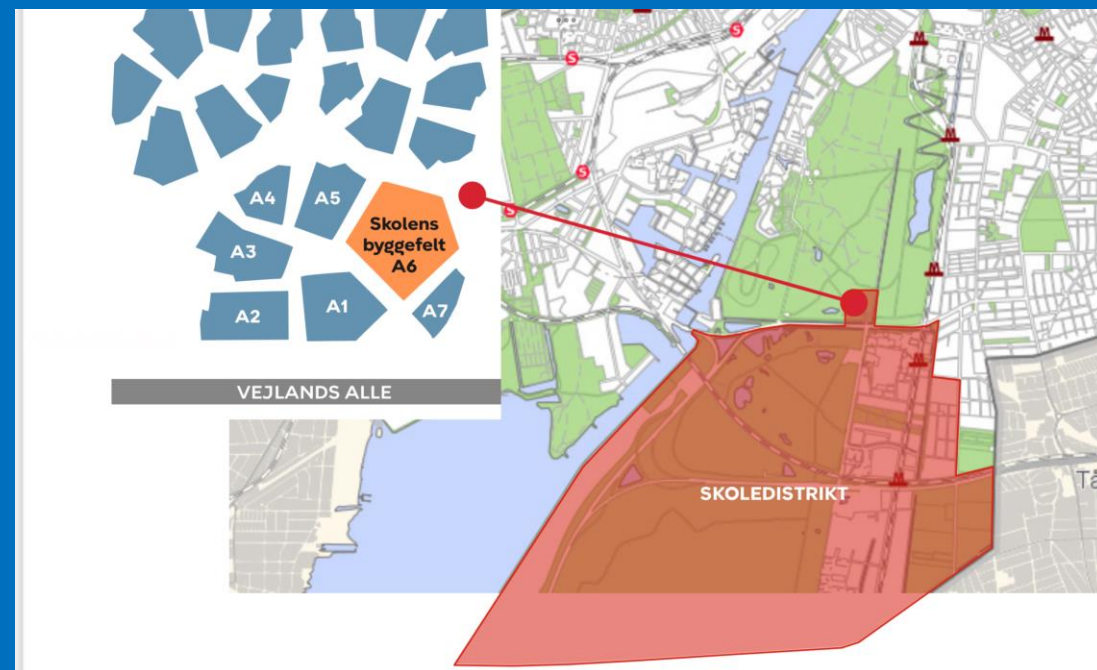 A4
A5
Skolens
byggefelt
A6
A3
A2
A1
A7
VEJLANDS ALLE
SKOLEDISTRIKT
S
S
S
S
M
M
M
M
M
M